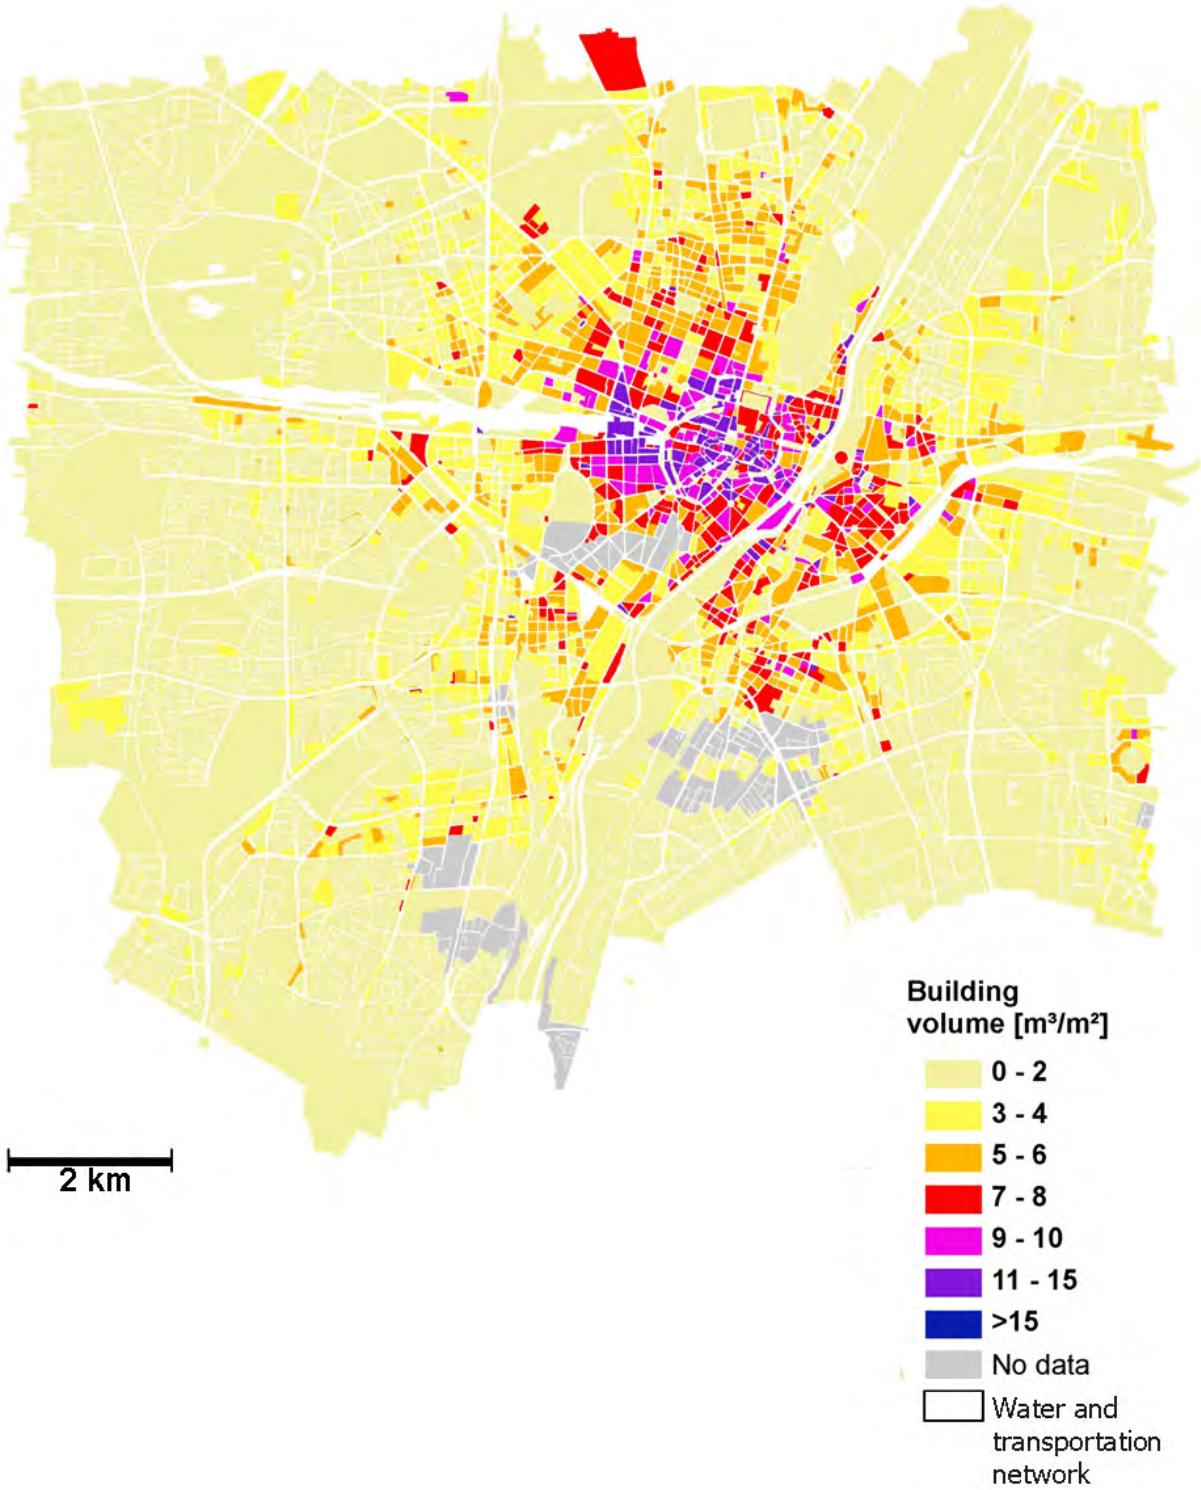 Building
volume [m³/m²]
0 - 2
3 - 4
5 - 6
7 - 8
9 - 10
11 - 15
>15
No data
Water and
transportation
network
2 km